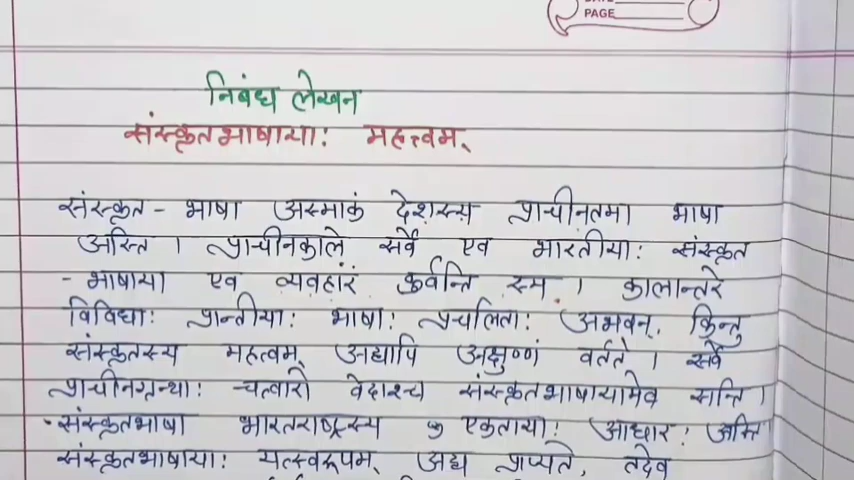 PAGE
निबंध लेखन
संस्कृतभाषायाः महत्त्वम्
संस्कृत - भाषा अस्माकं देशस्य प्राचीनतमा भाषा
अस्ति । प्राचीनकाले सर्वे एव भारतीयाः संस्कृत
- भाषाया एव व्यवहारं कुर्वन्ति स्म । कालान्तरे
विविधाः प्रान्तीयाः भाषाः प्रचलिताः अभवन्, किन्तु
संस्कृतस्य महत्वम् अद्यापि अक्षुण्णं वर्तते । सर्वे
प्राचीनग्रन्थाः चत्वारो वेदाश्च संस्कृतभाषायामेव सन्ति ।
संस्कृतभाषा भारतराष्ट्रस्य एकतायाः आधारः अस्ति
संस्कृतभाषायाः यत्स्वरूपम् अद्य प्राप्यते, तदेव